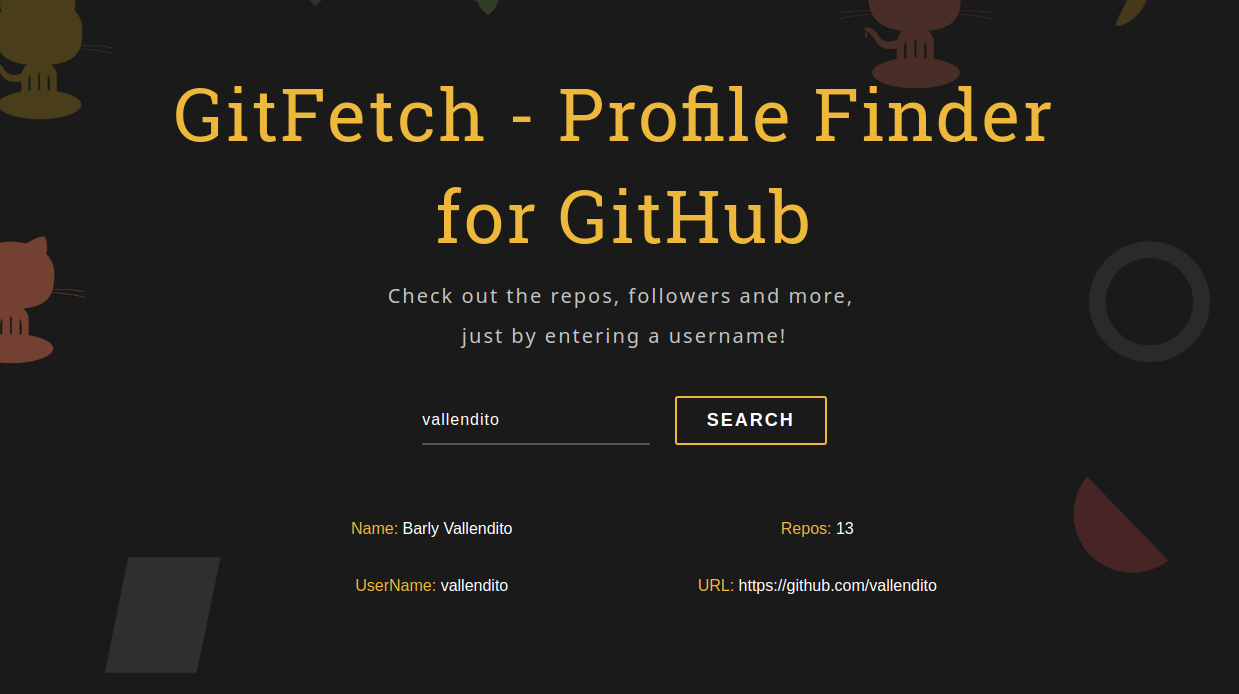 GitFetch - Profile Finder
for GitHub
Check out the repos, followers and more,
just by entering a username!
vallendito
SEARCH
Name: Barly Vallendito
Repos: 13
UserName: vallendito
URL: https://github.com/vallendito